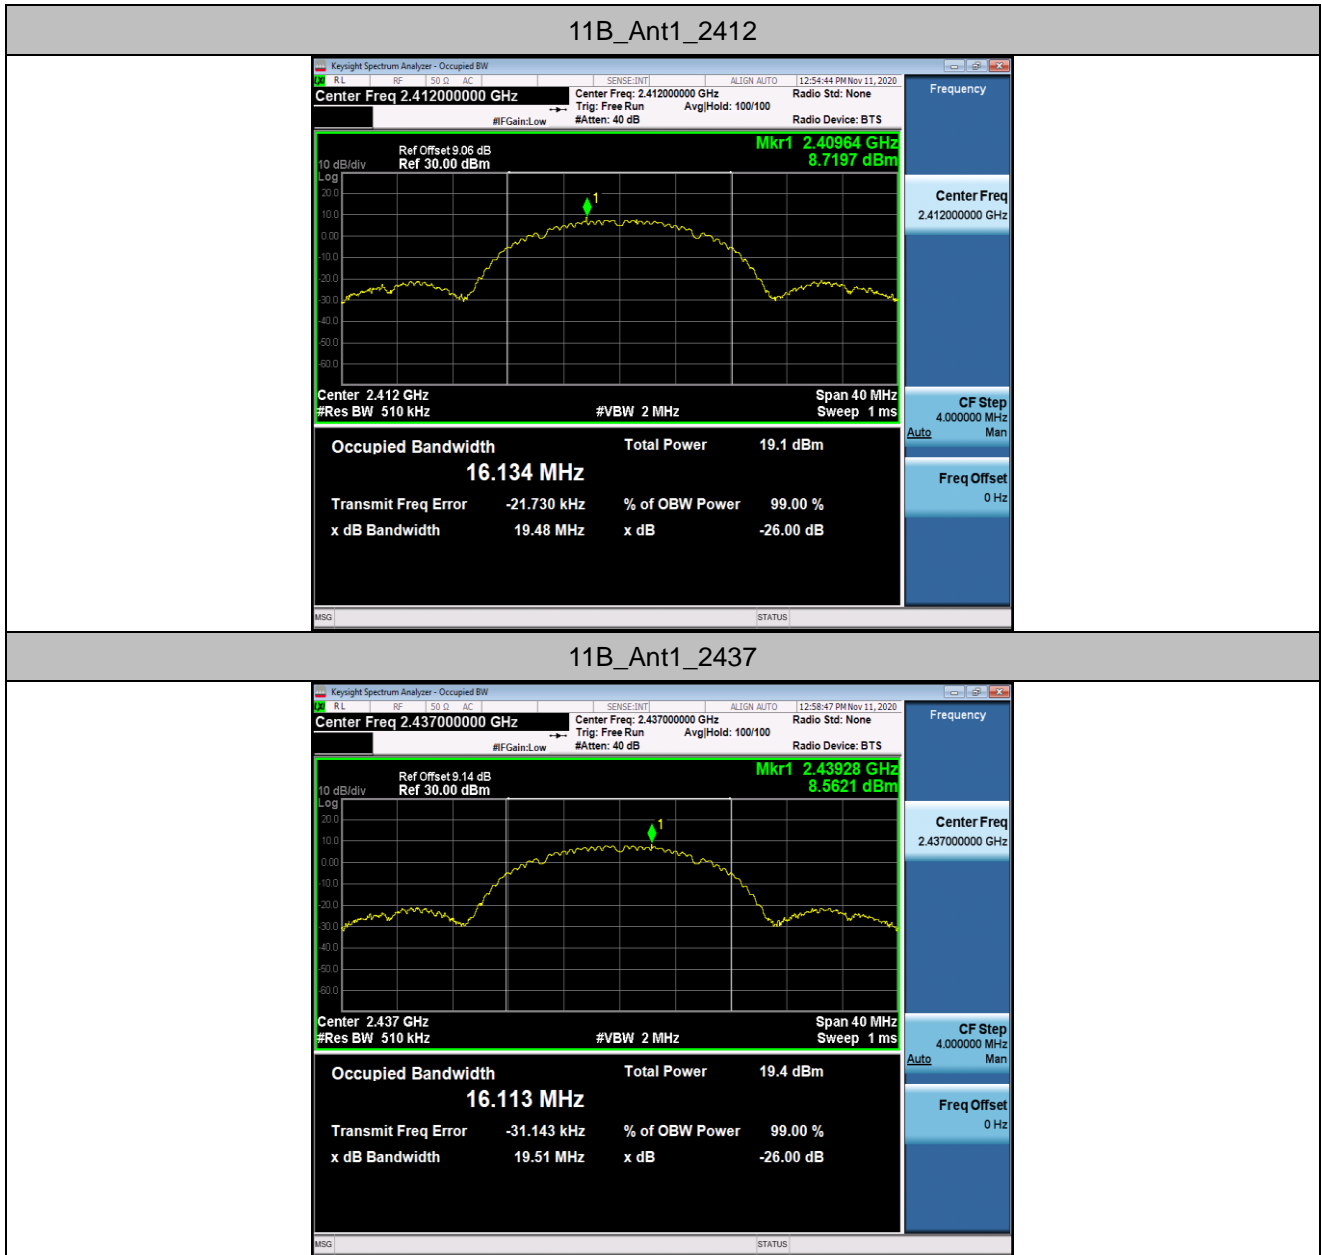 11B_Ant1_2412
Keysight Spectrum Analyzer - Occupied BW
RL RF 50 Ω AC SENSE:INT ALIGN AUTO 12:54:44 PM Nov 11, 2020
Center Freq 2.412000000 GHz
Center Freq: 2.412000000 GHz Radio Std: None
Trig: Free Run Avg|Hold: 100/100
#IFGain:Low #Atten: 40 dB Radio Device: BTS
Frequency
Mkr1 2.40964 GHz
8.7197 dBm
Ref Offset 9.06 dB
10 dB/div Ref 30.00 dBm
Log
20.0
10.0
0.00
-10.0
-20.0
-30.0
-40.0
-50.0
-60.0
1
Center Freq
2.412000000 GHz
Center 2.412 GHz Span 40 MHz
#Res BW 510 kHz #VBW 2 MHz Sweep 1 ms
CF Step
4.000000 MHz
Auto Man
Occupied Bandwidth Total Power 19.1 dBm
16.134 MHz
Transmit Freq Error -21.730 kHz % of OBW Power 99.00 %
x dB Bandwidth 19.48 MHz x dB -26.00 dB
Freq Offset
0 Hz
MSG STATUS
11B_Ant1_2437
Keysight Spectrum Analyzer - Occupied BW
RL RF 50 Ω AC SENSE:INT ALIGN AUTO 12:58:47 PM Nov 11, 2020
Center Freq 2.437000000 GHz
Center Freq: 2.437000000 GHz Radio Std: None
Trig: Free Run Avg|Hold: 100/100
#IFGain:Low #Atten: 40 dB Radio Device: BTS
Frequency
Mkr1 2.43928 GHz
8.5621 dBm
Ref Offset 9.14 dB
10 dB/div Ref 30.00 dBm
Log
20.0
10.0
0.00
-10.0
-20.0
-30.0
-40.0
-50.0
-60.0
1
Center Freq
2.437000000 GHz
Center 2.437 GHz Span 40 MHz
#Res BW 510 kHz #VBW 2 MHz Sweep 1 ms
CF Step
4.000000 MHz
Auto Man
Occupied Bandwidth Total Power 19.4 dBm
16.113 MHz
Transmit Freq Error -31.143 kHz % of OBW Power 99.00 %
x dB Bandwidth 19.51 MHz x dB -26.00 dB
Freq Offset
0 Hz
MSG STATUS